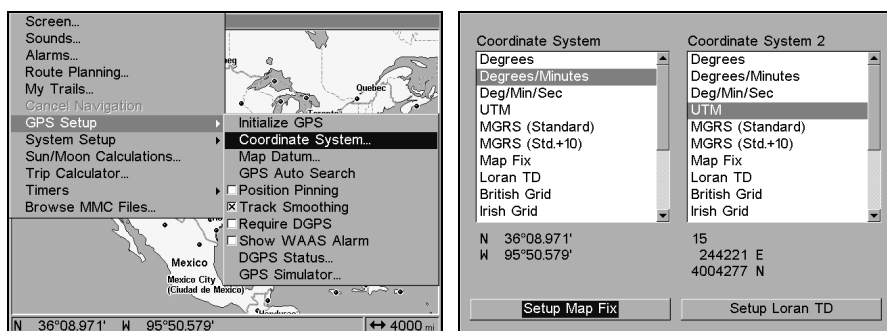 Screen...
Sounds...
Alarms...
Route Planning...
My Trails...
Cancel Navigation
GPS Setup
System Setup
Sun/Moon Calculations...
Trip Calculator...
Timers
Browse MMC Files...
Initialize GPS
Coordinate System...
Map Datum...
GPS Auto Search
Position Pinning
Track Smoothing
Require DGPS
Show WAAS Alarm
DGPS Status...
GPS Simulator...
Quebec
Mexico
Mexico City
(Ciudad de Mexico)
N 36°08.971' W 95°50.579' ↔ 4000 mi
Coordinate System
Degrees
Degrees/Minutes
Deg/Min/Sec
UTM
MGRS (Standard)
MGRS (Std.+10)
Map Fix
Loran TD
British Grid
Irish Grid
N 36°08.971'
W 95°50.579'
Setup Map Fix
Coordinate System 2
Degrees
Degrees/Minutes
Deg/Min/Sec
UTM
MGRS (Standard)
MGRS (Std.+10)
Map Fix
Loran TD
British Grid
Irish Grid
15
244221 E
4004277 N
Setup Loran TD